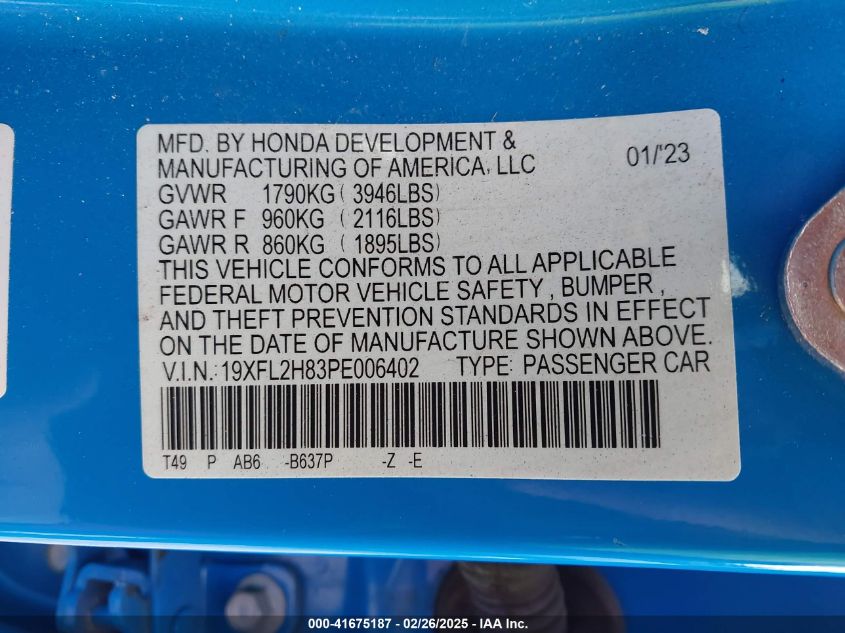 MFD. BY HONDA DEVELOPMENT &
MANUFACTURING OF AMERICA, LLC 01/'23
GVWR 1790KG ( 3946LBS)
GAWR F 960KG ( 2116LBS)
GAWR R 860KG ( 1895LBS)
THIS VEHICLE CONFORMS TO ALL APPLICABLE
FEDERAL MOTOR VEHICLE SAFETY , BUMPER ,
AND THEFT PREVENTION STANDARDS IN EFFECT
ON THE DATE OF MANUFACTURE SHOWN ABOVE.
V.I.N. 19XFL2H83PE006402 TYPE: PASSENGER CAR
T49 P AB6 -B637P -Z -E
000-41675187 - 02/26/2025 - IAA Inc.